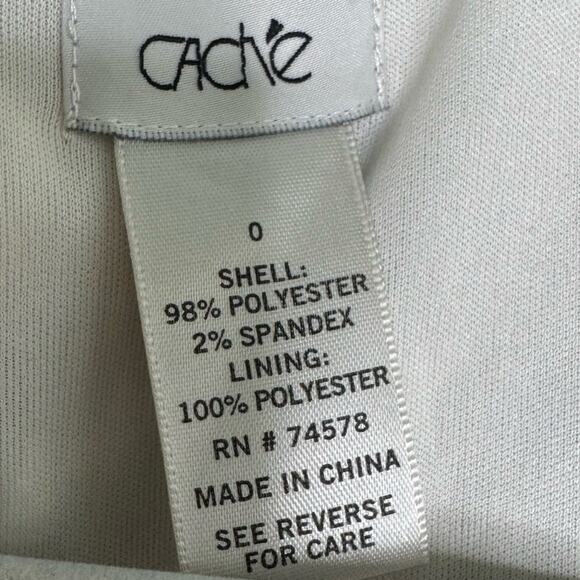 CACHé
0
SHELL:
98% POLYESTER
2% SPANDEX
LINING:
100% POLYESTER
RN # 74578
MADE IN CHINA
SEE REVERSE
FOR CARE